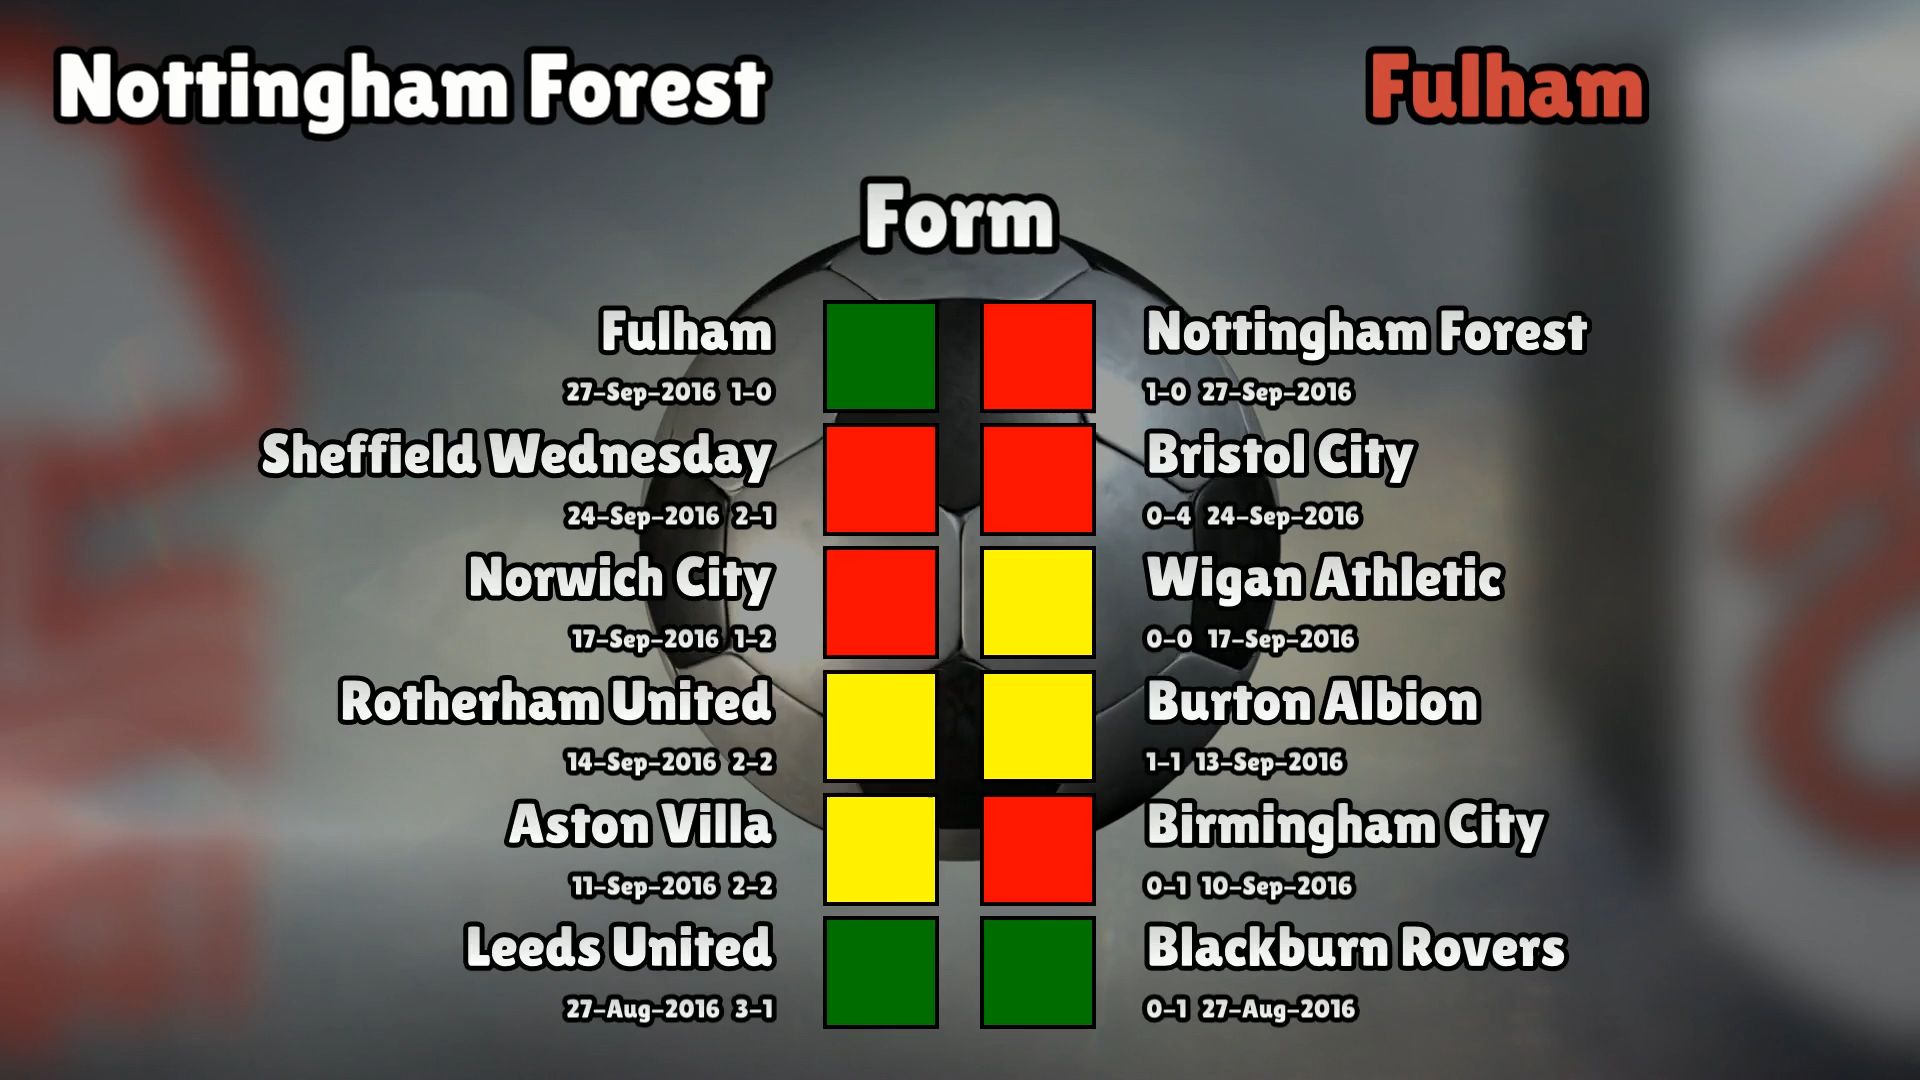 Nottingham Forest
Fulham
Form
Fulham
27-Sep-2016 1-0
Nottingham Forest
1-0 27-Sep-2016
Sheffield Wednesday
24-Sep-2016 2-1
Bristol City
0-4 24-Sep-2016
Norwich City
17-Sep-2016 1-2
Wigan Athletic
0-0 17-Sep-2016
Rotherham United
14-Sep-2016 2-2
Burton Albion
1-1 13-Sep-2016
Aston Villa
11-Sep-2016 2-2
Birmingham City
0-1 10-Sep-2016
Leeds United
27-Aug-2016 3-1
Blackburn Rovers
0-1 27-Aug-2016